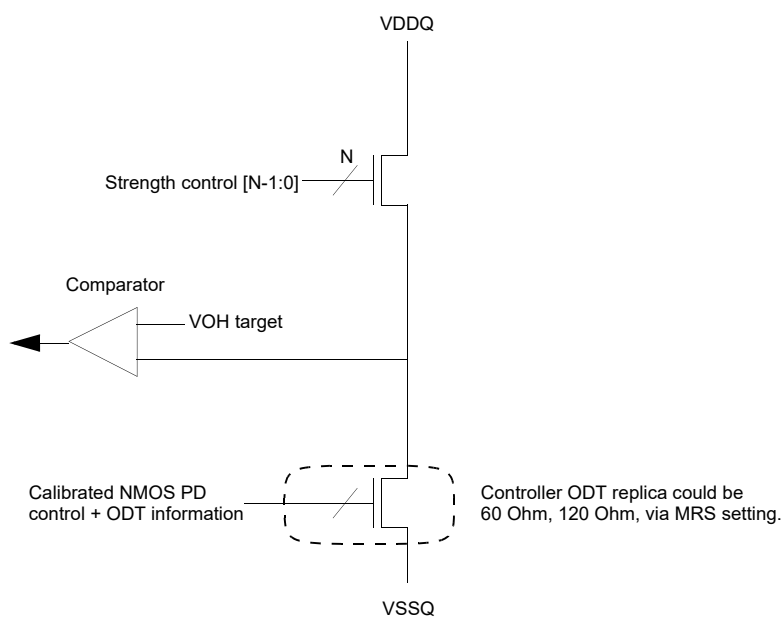 VDDQ
N
Strength control [N-1:0]
Comparator
VOH target
Calibrated NMOS PD
control + ODT information
Controller ODT replica could be
60 Ohm, 120 Ohm, via MRS setting.
VSSQ